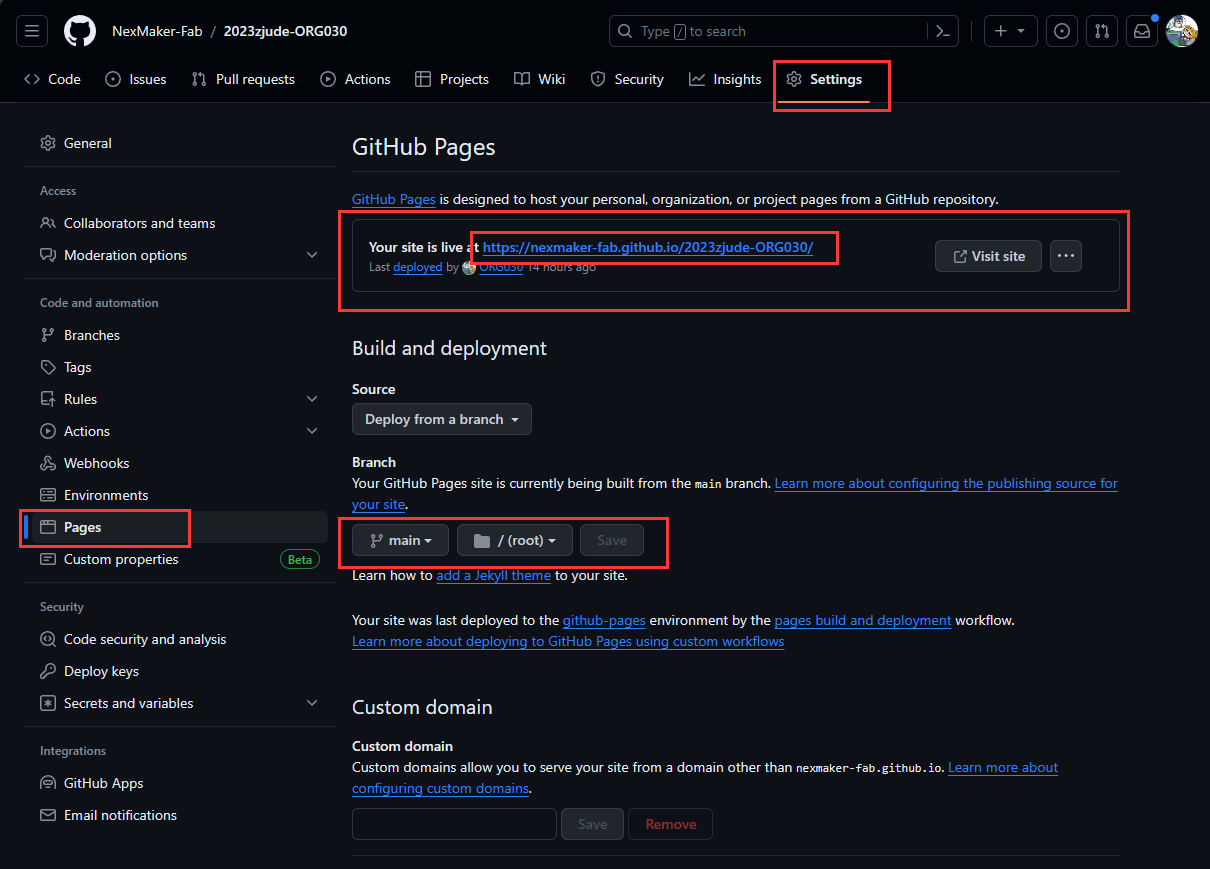 NexMaker-Fab / 2023zjude-ORG030
Type / to search
Code Issues Pull requests Actions Projects Wiki Security Insights Settings
General
Access
Collaborators and teams
Moderation options
Code and automation
Branches
Tags
Rules
Actions
Webhooks
Environments
Pages
Custom properties Beta
Security
Code security and analysis
Deploy keys
Secrets and variables
Integrations
GitHub Apps
Email notifications
GitHub Pages
GitHub Pages is designed to host your personal, organization, or project pages from a GitHub repository.
Your site is live at https://nexmaker-fab.github.io/2023zjude-ORG030/
Last deployed by ORG030 14 hours ago
Visit site
Build and deployment
Source
Deploy from a branch
Branch
Your GitHub Pages site is currently being built from the main branch. Learn more about configuring the publishing source for
your site.
main / (root) Save
Learn how to add a Jekyll theme to your site.
Your site was last deployed to the github-pages environment by the pages build and deployment workflow.
Learn more about deploying to GitHub Pages using custom workflows
Custom domain
Custom domain
Custom domains allow you to serve your site from a domain other than nexmaker-fab.github.io. Learn more about
configuring custom domains.
Save Remove